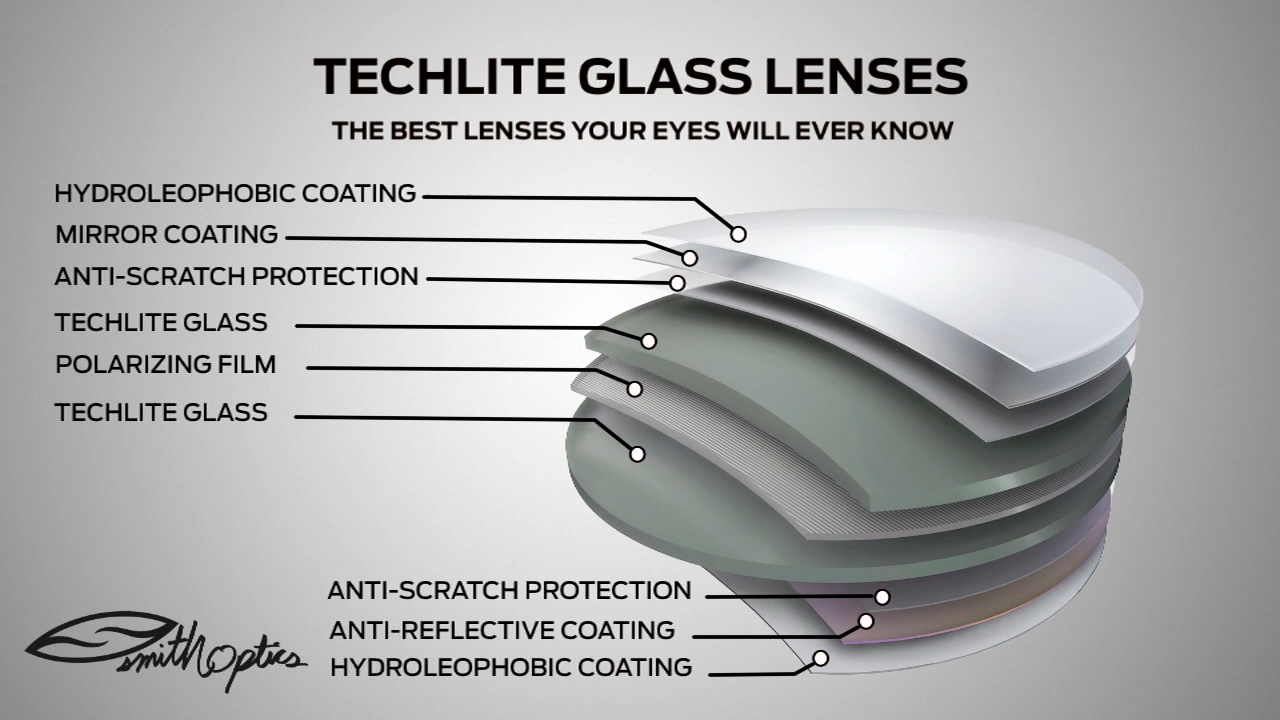 TECHLITE GLASS LENSES
THE BEST LENSES YOUR EYES WILL EVER KNOW
HYDROLEOPHOBIC COATING
MIRROR COATING
ANTI-SCRATCH PROTECTION
TECHLITE GLASS
POLARIZING FILM
TECHLITE GLASS
ANTI-SCRATCH PROTECTION
ANTI-REFLECTIVE COATING
HYDROLEOPHOBIC COATING
smith optics